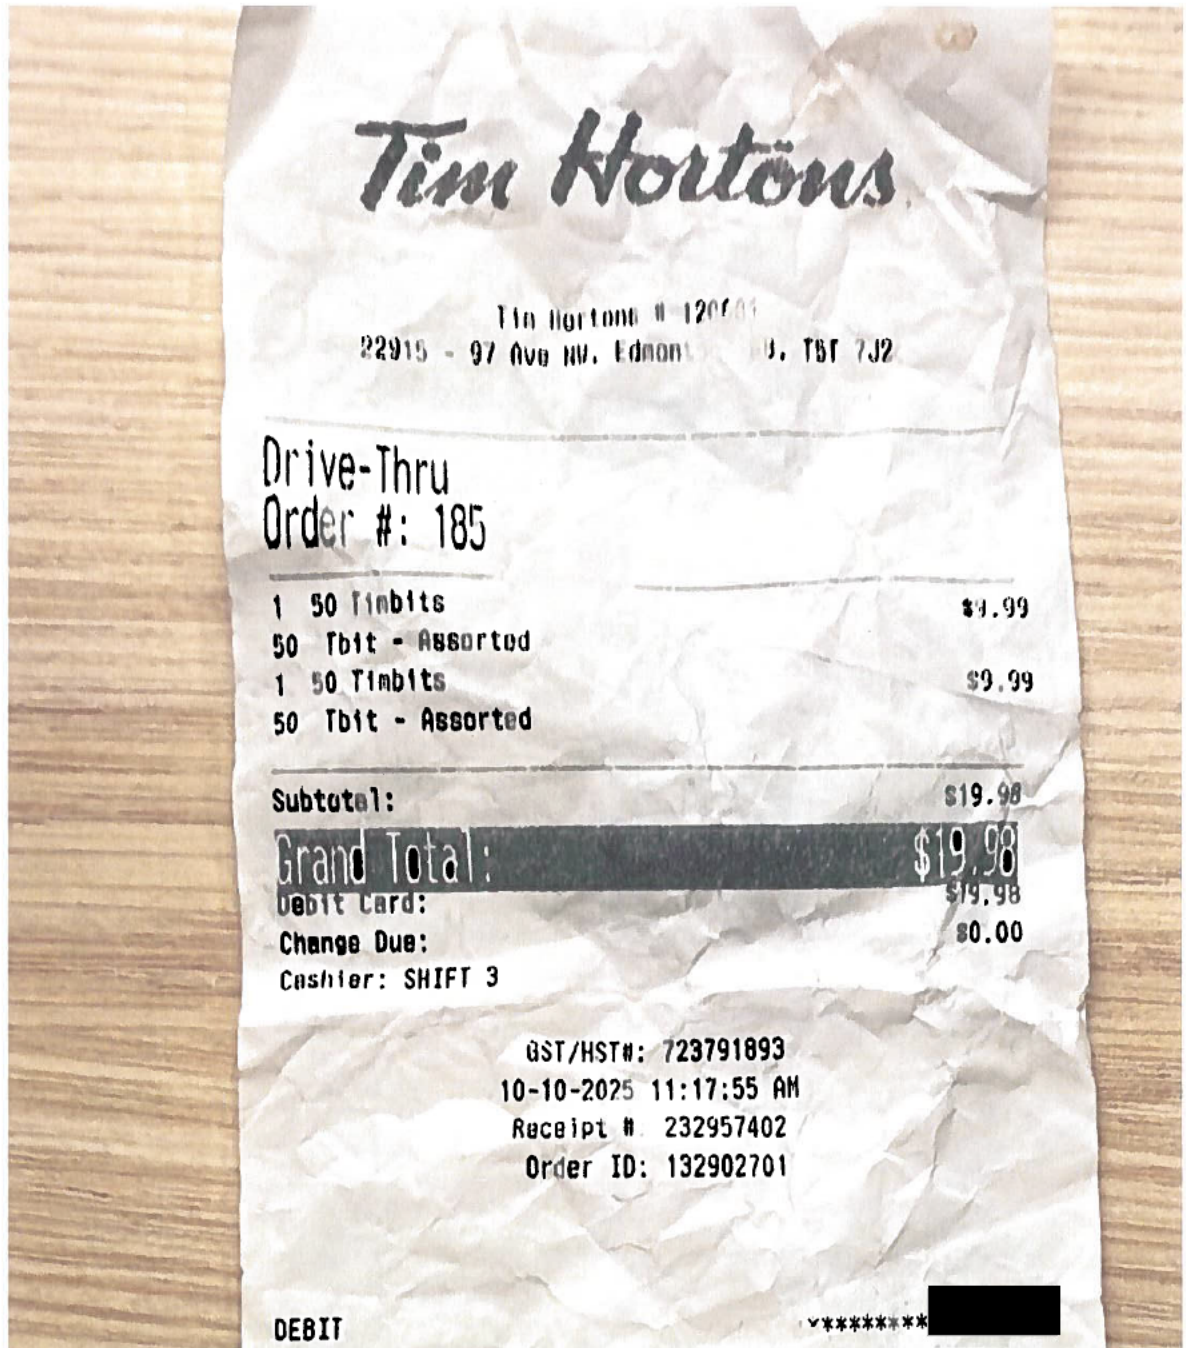 Tim Hortons
Tim Hortons #
22915 - 97 Ave NW, 7J2
Drive-Thru
Order #: 185
1 50 Timbits $9.99
50 Tbit - Assorted
1 50 Timbits $9.99
50 Tbit - Assorted
Subtotal: $19.98
Grand Total: $19.98
Debit Card: $19.98
Change Due: $0.00
Cashier: SHIFT 3
GST/HST#: 723791893
10-10-2025 11:17:55 AM
Receipt # 232957402
Order ID: 132902701
DEBIT ********